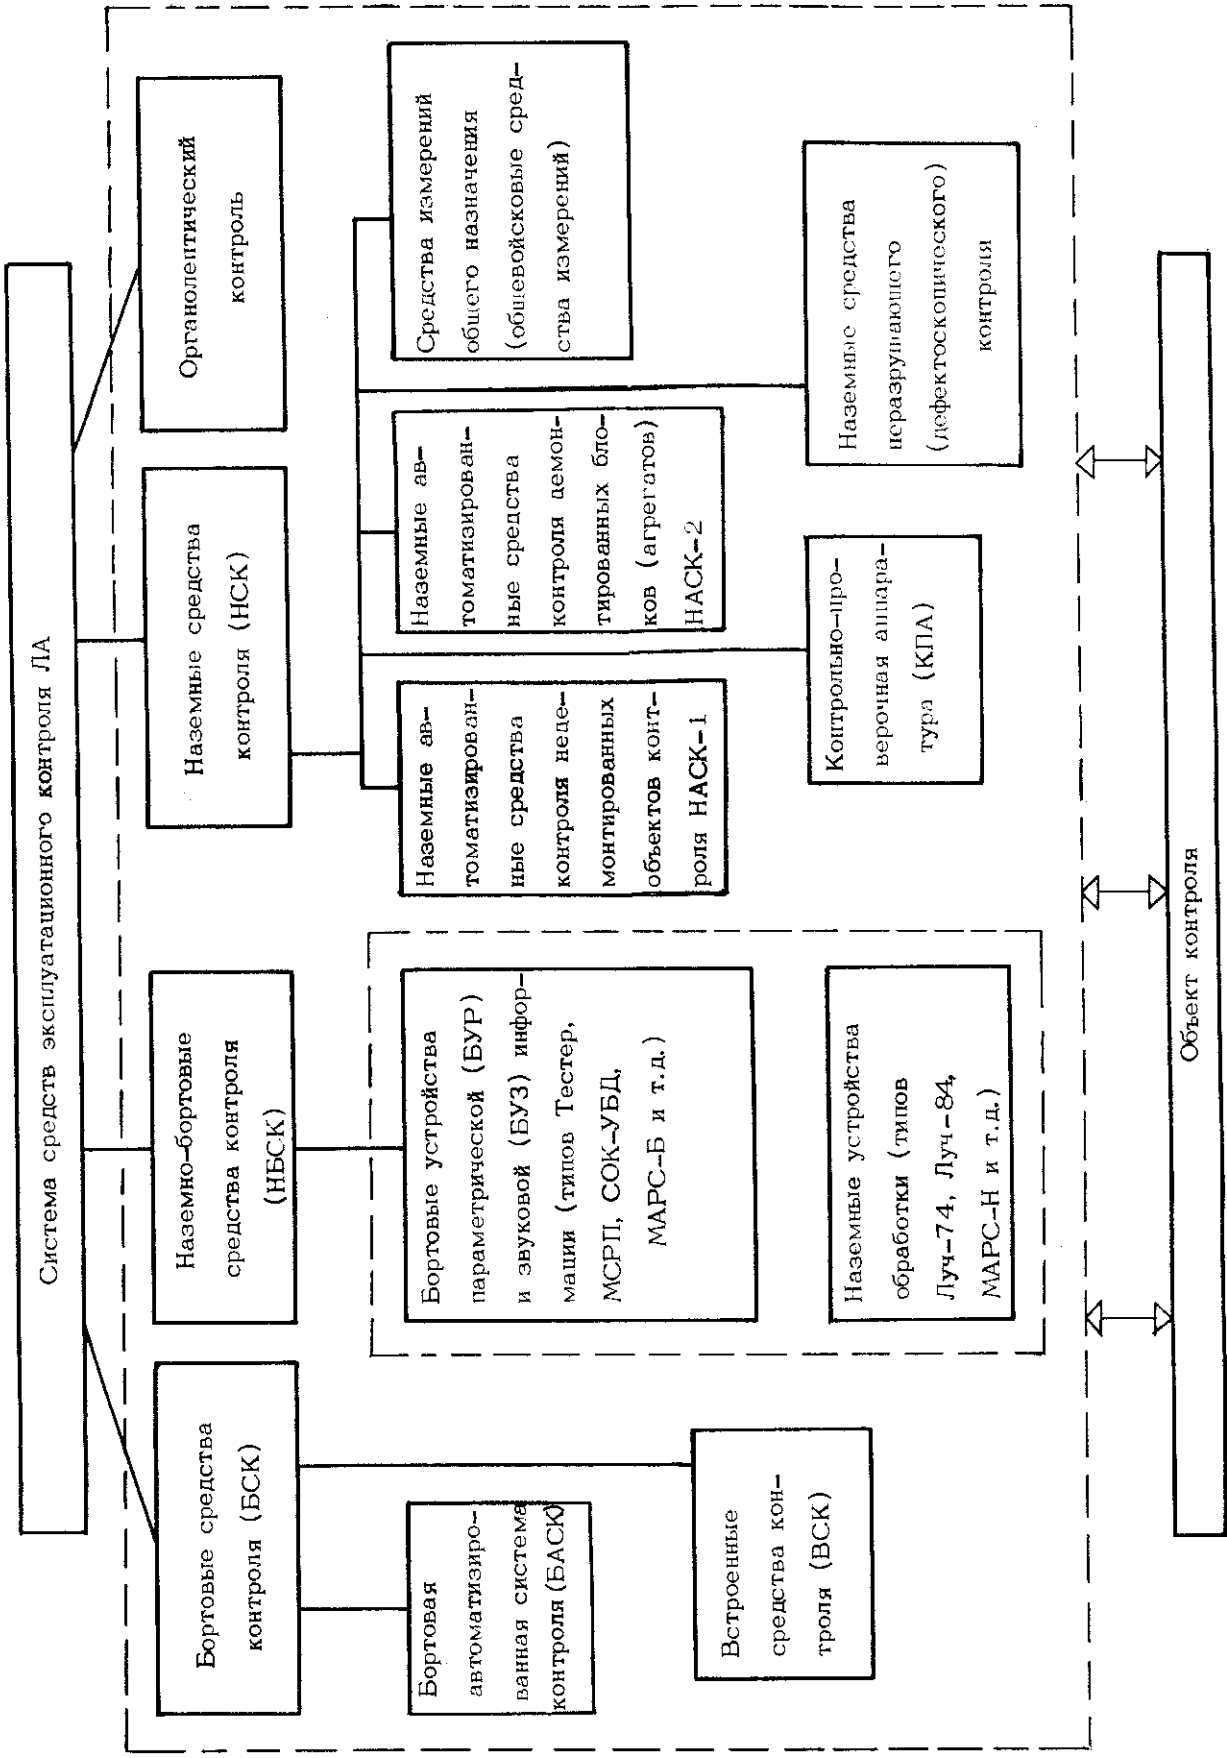 Система средств эксплуатационного контроля ЛА
Бортовые средства
контроля (БСК)
Наземно-бортовые
средства контроля
(НБСК)
Наземные средства
контроля (НСК)
Органолептический
контроль
Бортовая
автоматизиро-
ванная система
контроля (БАСК)
Встроенные
средства кон-
троля (ВСК)
Бортовые устройства
параметрической (БУР)
и звуковой (БУЗ) инфор-
мации (типов Тестер,
МСРП, СОК-УБД,
МАРС-Б и т.д.)
Наземные устройства
обработки (типов
Луч-74, Луч-84,
МАРС-Н и т.д.)
Наземные ав-
томатизирован-
ные средства
контроля неде-
монтированных
объектов конт-
роля НАСК-1
Наземные ав-
томатизирован-
ные средства
контроля демон-
тированных бло-
ков (агрегатов)
НАСК-2
Средства измерений
общего назначения
(общевойсковые сред-
ства измерений)
Контрольно-про-
верочная аппара-
тура (КПА)
Наземные средства
неразрушающего
(дефектоскопического)
контроля
Объект контроля